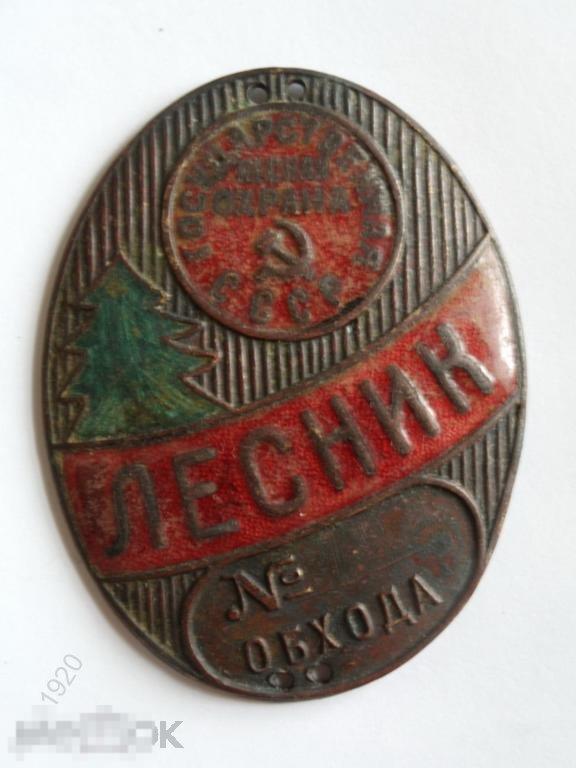 ГОСУДАРСТВЕННАЯ
ЛЕСНАЯ
ОХРАНА
СССР
ЛЕСНИК
№
ОБХОДА
1920